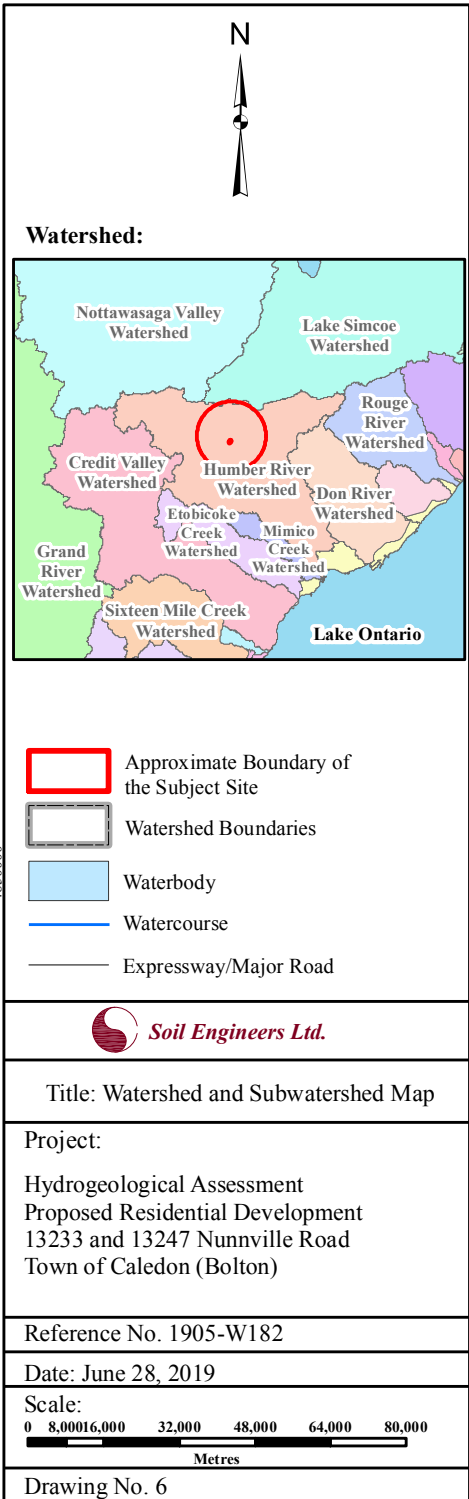 N
Watershed:
Nottawasaga Valley
Watershed
Lake Simcoe
Watershed
Rouge
River
Watershed
Credit Valley
Watershed
Humber River
Watershed
Don River
Watershed
Etobicoke
Creek
Watershed
Mimico
Creek
Watershed
Grand
River
Watershed
Sixteen Mile Creek
Watershed
Lake Ontario
Approximate Boundary of
the Subject Site
Watershed Boundaries
Waterbody
Watercourse
Expressway/Major Road
Soil Engineers Ltd.
Title: Watershed and Subwatershed Map
Project:
Hydrogeological Assessment
Proposed Residential Development
13233 and 13247 Nunnville Road
Town of Caledon (Bolton)
Reference No. 1905-W182
Date: June 28, 2019
Scale:
0 8,00016,000 32,000 48,000 64,000 80,000
Metres
Drawing No. 6